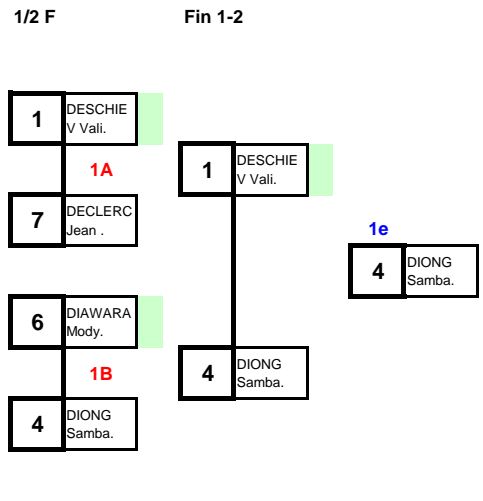 1/2 F
Fin 1-2
1
DESCHIE
V Vali.
1A
7
DECLERC
Jean .
6
DIAWARA
Mody.
1B
4
DIONG
Samba.
1
DESCHIE
V Vali.
4
DIONG
Samba.
1e
4
DIONG
Samba.